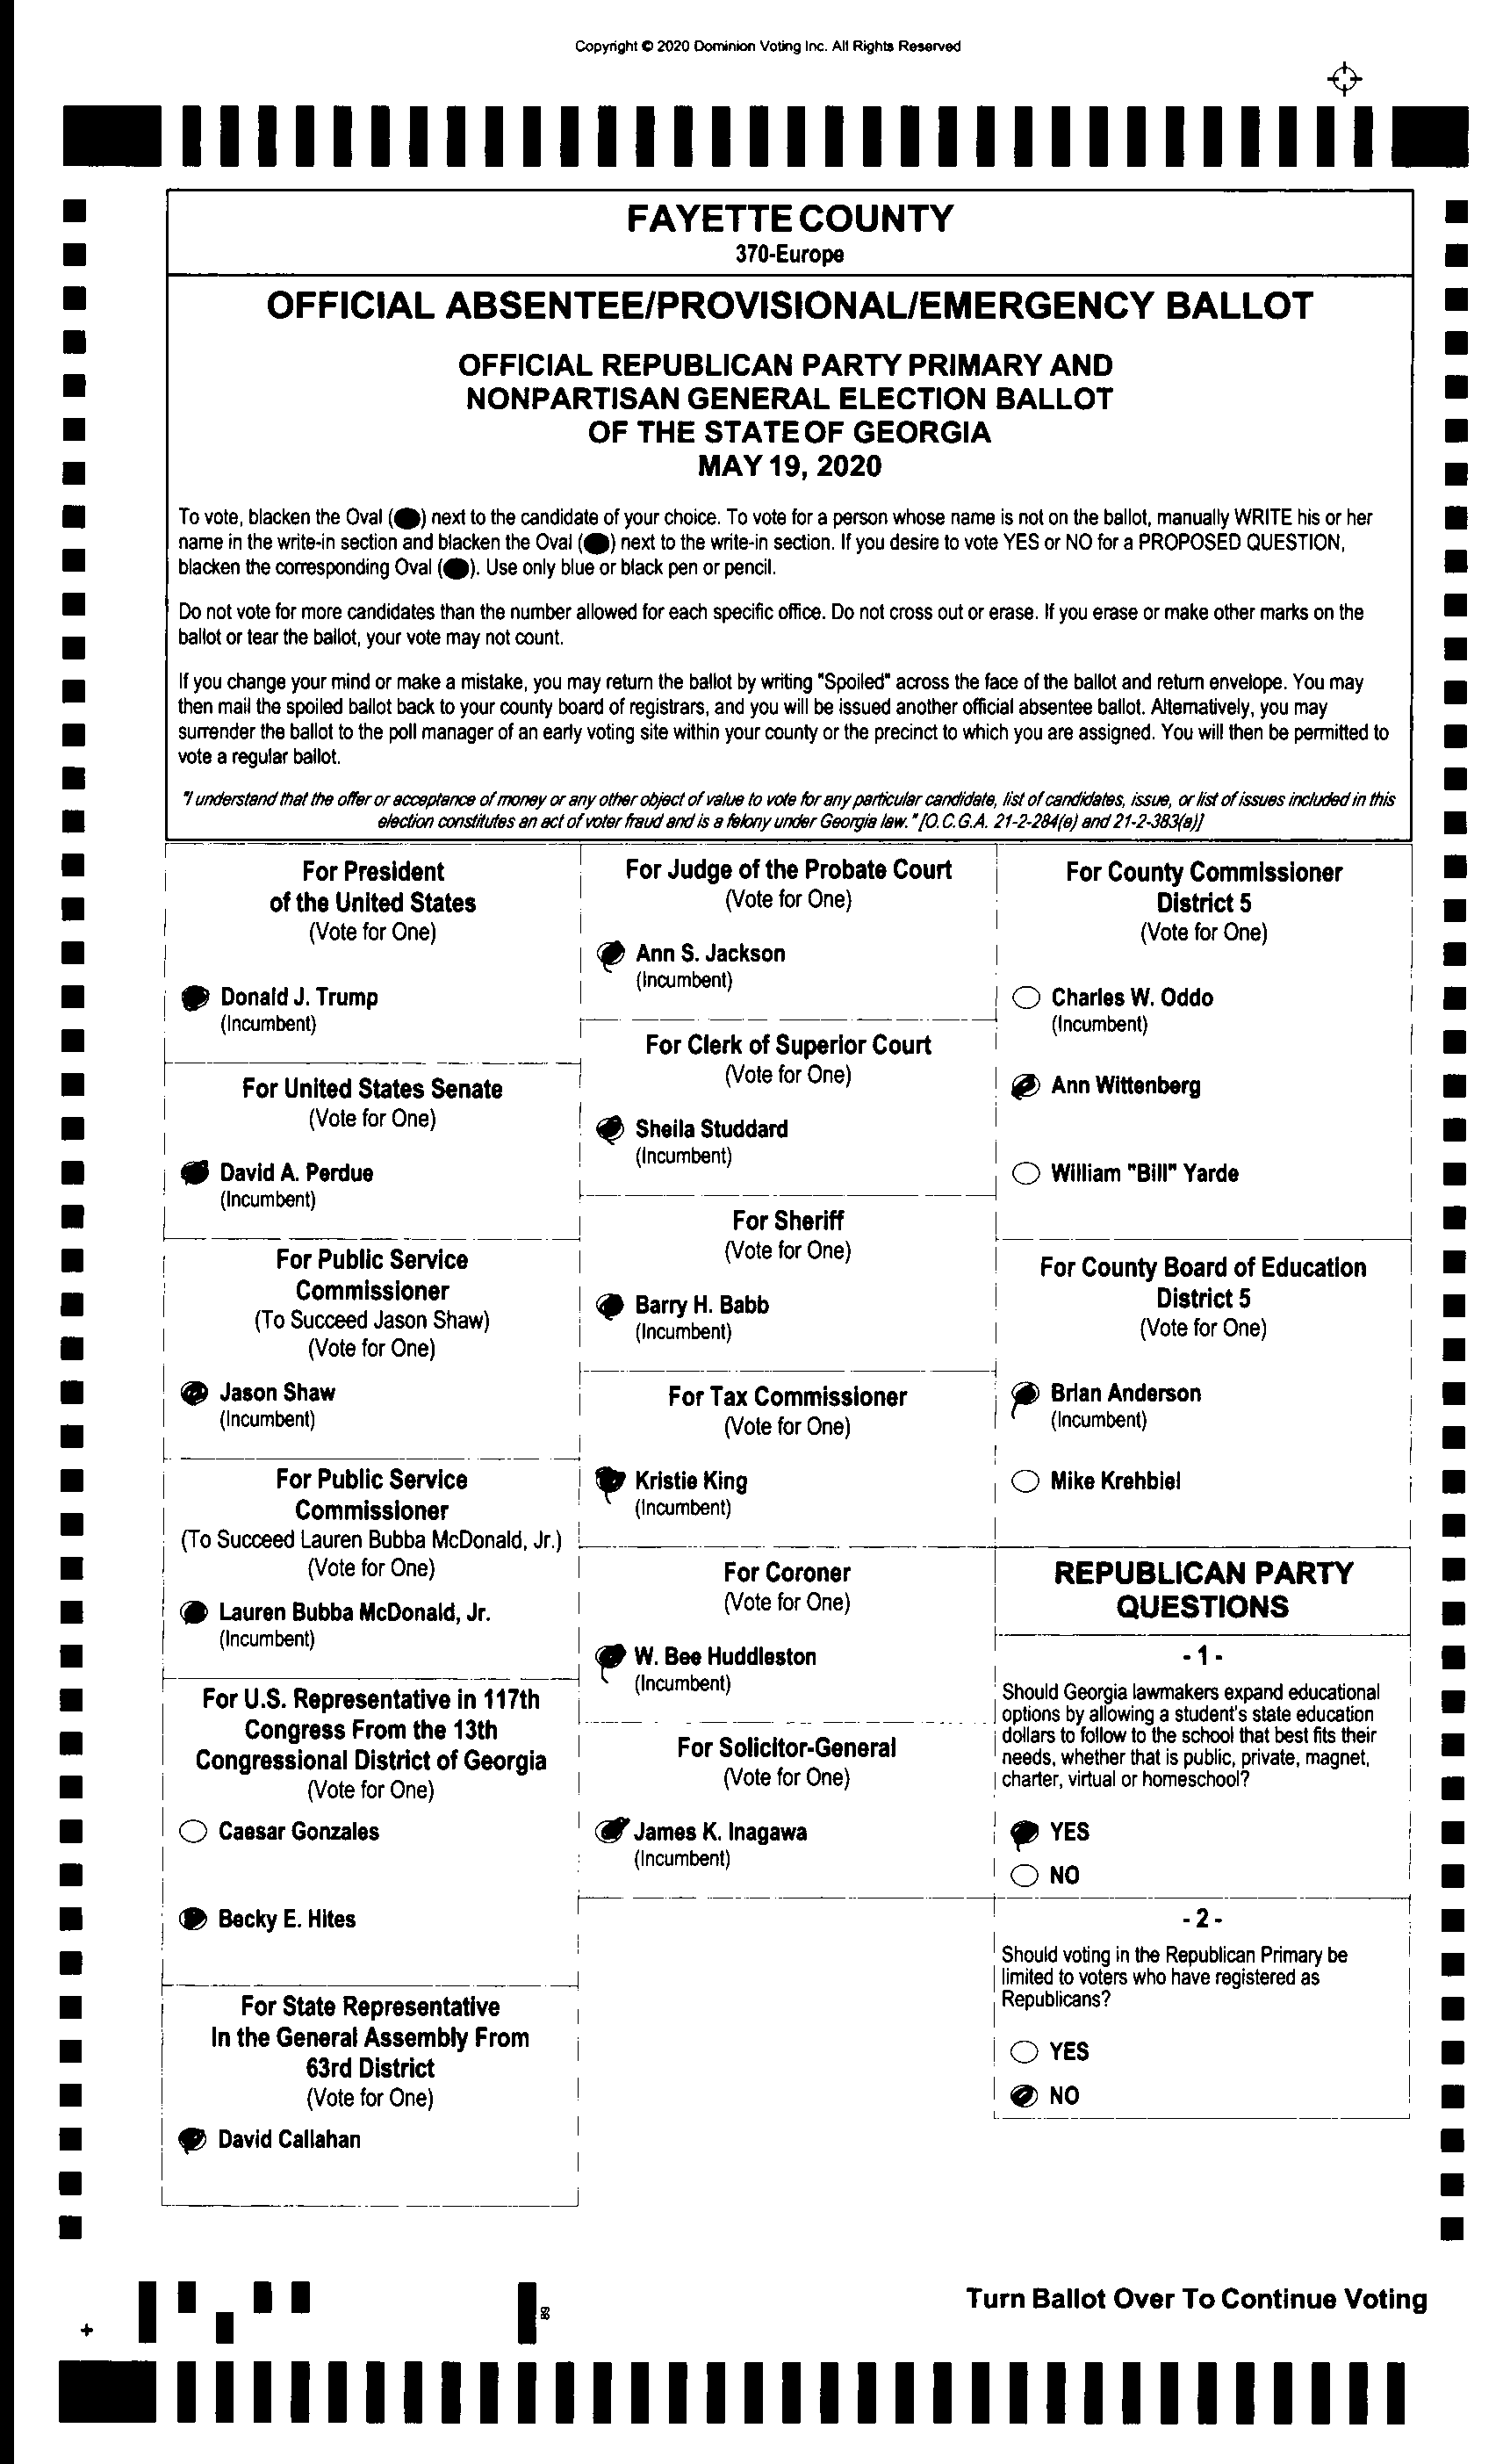 Copyright © 2020 Dominion Voting Inc. All Rights Reserved
FAYETTE COUNTY
370-Europe
OFFICIAL ABSENTEE/PROVISIONAL/EMERGENCY BALLOT
OFFICIAL REPUBLICAN PARTY PRIMARY AND
NONPARTISAN GENERAL ELECTION BALLOT
OF THE STATE OF GEORGIA
MAY 19, 2020
To vote, blacken the Oval ( ) next to the candidate of your choice. To vote for a person whose name is not on the ballot, manually WRITE his or her
name in the write-in section and blacken the Oval ( ) next to the write-in section. If you desire to vote YES or NO for a PROPOSED QUESTION,
blacken the corresponding Oval ( ). Use only blue or black pen or pencil.
Do not vote for more candidates than the number allowed for each specific office. Do not cross out or erase. If you erase or make other marks on the
ballot or tear the ballot, your vote may not count.
If you change your mind or make a mistake, you may return the ballot by writing "Spoiled" across the face of the ballot and return envelope. You may
then mail the spoiled ballot back to your county board of registrars, and you will be issued another official absentee ballot. Alternatively, you may
surrender the ballot to the poll manager of an early voting site within your county or the precinct to which you are assigned. You will then be permitted to
vote a regular ballot.
"I understand that the offer or acceptance of money or any other object of value to vote for any particular candidate, list of candidates, issue, or list of issues included in this
election constitutes an act of voter fraud and is a felony under Georgia law." [O.C.G.A. 21-2-284(e) and 21-2-383(a)]
For President
of the United States
(Vote for One)
Donald J. Trump
(Incumbent)
For United States Senate
(Vote for One)
David A. Perdue
(Incumbent)
For Public Service
Commissioner
(To Succeed Jason Shaw)
(Vote for One)
Jason Shaw
(Incumbent)
For Public Service
Commissioner
(To Succeed Lauren Bubba McDonald, Jr.)
(Vote for One)
Lauren Bubba McDonald, Jr.
(Incumbent)
For U.S. Representative in 117th
Congress From the 13th
Congressional District of Georgia
(Vote for One)
Caesar Gonzales
Becky E. Hites
For State Representative
In the General Assembly From
63rd District
(Vote for One)
David Callahan
For Judge of the Probate Court
(Vote for One)
Ann S. Jackson
(Incumbent)
For Clerk of Superior Court
(Vote for One)
Sheila Studdard
(Incumbent)
For Sheriff
(Vote for One)
Barry H. Babb
(Incumbent)
For Tax Commissioner
(Vote for One)
Kristie King
(Incumbent)
For Coroner
(Vote for One)
W. Bee Huddleston
(Incumbent)
For Solicitor-General
(Vote for One)
James K. Inagawa
(Incumbent)
For County Commissioner
District 5
(Vote for One)
Charles W. Oddo
(Incumbent)
Ann Wittenberg
William "Bill" Yarde
For County Board of Education
District 5
(Vote for One)
Brian Anderson
(Incumbent)
Mike Krehbiel
REPUBLICAN PARTY
QUESTIONS
- 1 -
Should Georgia lawmakers expand educational
options by allowing a student's state education
dollars to follow to the school that best fits their
needs, whether that is public, private, magnet,
charter, virtual or homeschool?
YES
NO
- 2 -
Should voting in the Republican Primary be
limited to voters who have registered as
Republicans?
YES
NO
89
Turn Ballot Over To Continue Voting